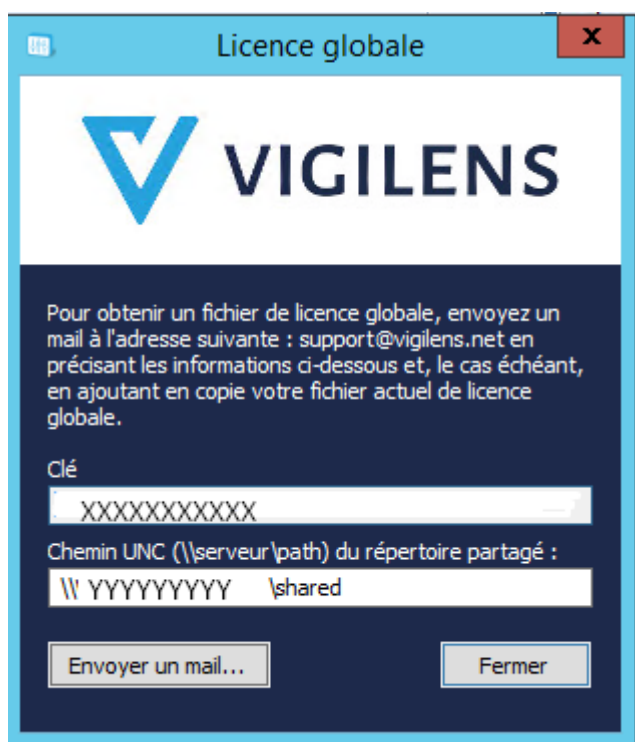 Licence globale
x
VIGILENS
Pour obtenir un fichier de licence globale, envoyez un
mail à l'adresse suivante : support@vigilens.net en
précisant les informations ci-dessous et, le cas échéant,
en ajoutant en copie votre fichier actuel de licence
globale.
Clé
XXXXXXXXXXX
Chemin UNC (\\serveur\path) du répertoire partagé :
\\' YYYYYYYYY \shared
Envoyer un mail... Fermer